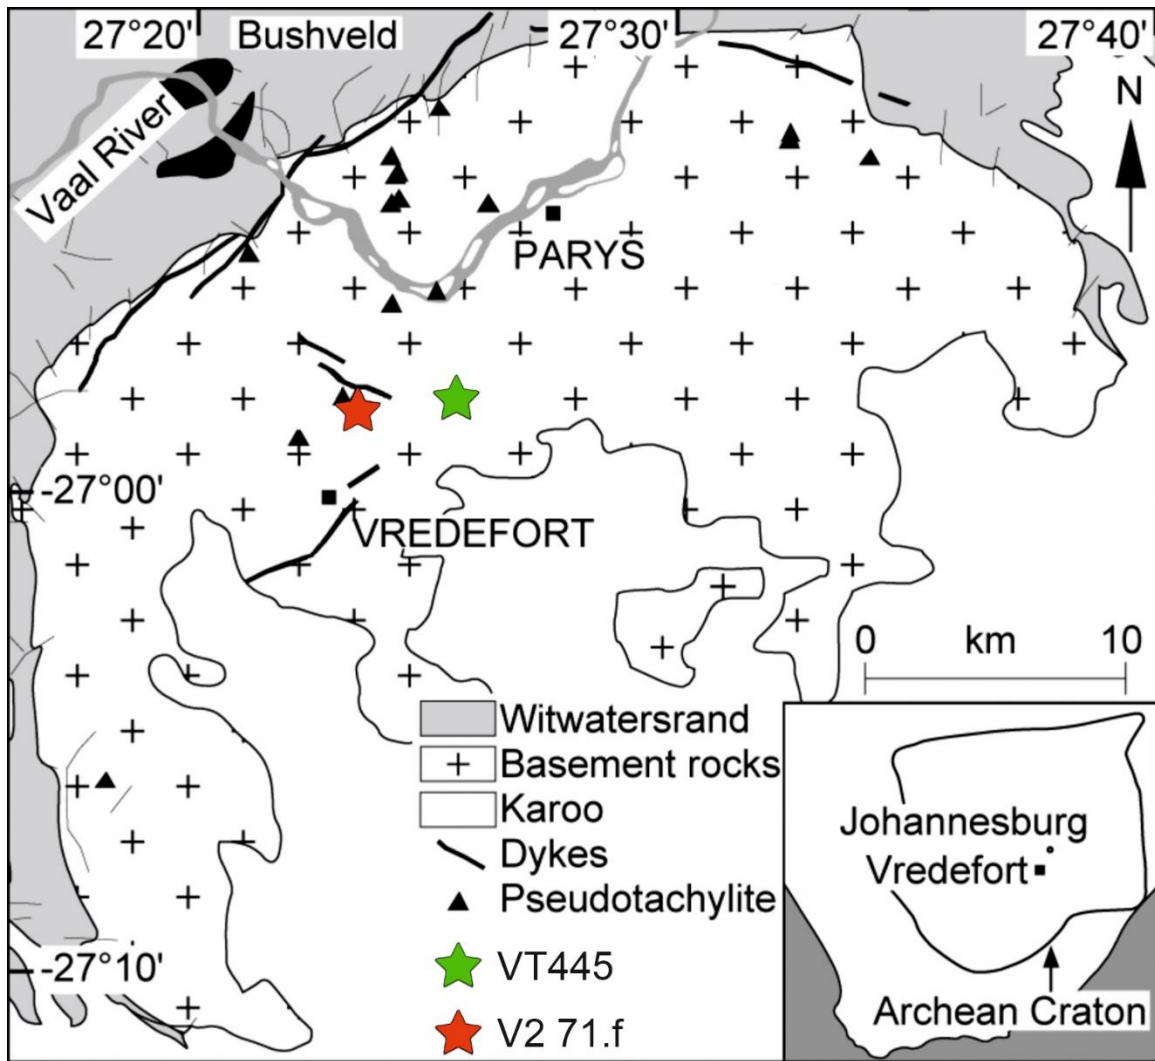 27°20'
Bushveld
27°30'
27°40'
N
Vaal River
PARYS
-27°00'
VREDEFORT
0 km 10
Witwatersrand
Basement rocks
Karoo
Dykes
Pseudotachylite
VT445
V2 71.f
-27°10'
Johannesburg
Vredefort
Archean Craton